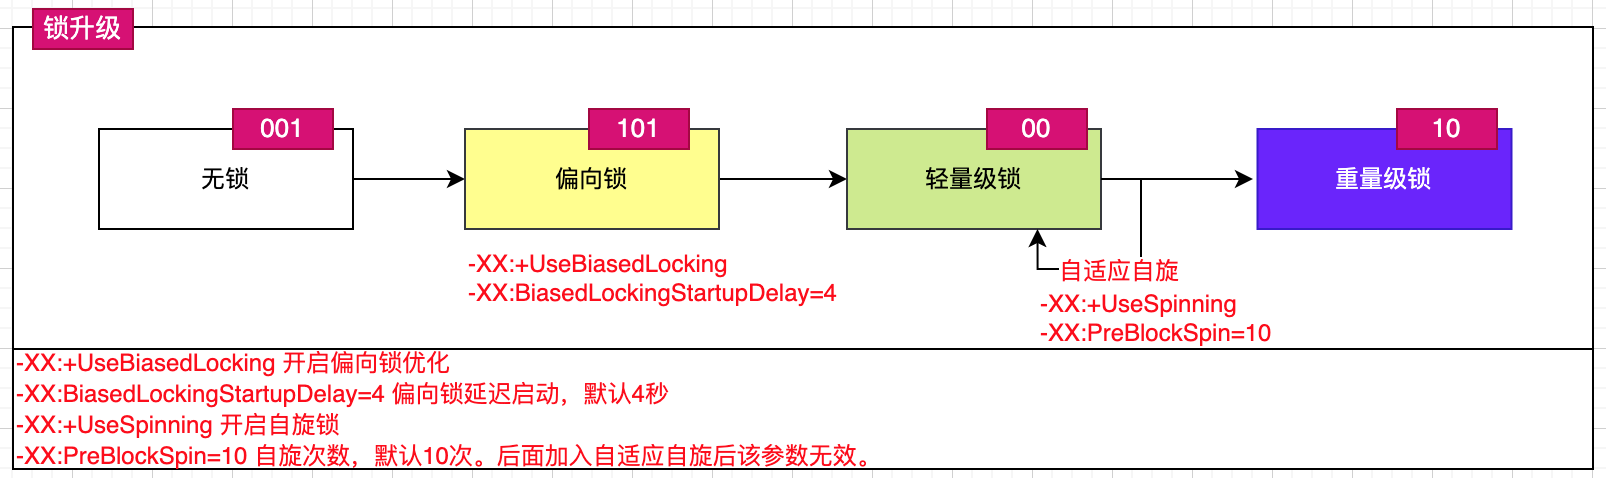 锁升级
001
101
00
10
无锁
偏向锁
轻量级锁
重量级锁
-XX:+UseBiasedLocking
-XX:BiasedLockingStartupDelay=4
自适应自旋
-XX:+UseSpinning
-XX:PreBlockSpin=10
-XX:+UseBiasedLocking 开启偏向锁优化
-XX:BiasedLockingStartupDelay=4 偏向锁延迟启动，默认4秒
-XX:+UseSpinning 开启自旋锁
-XX:PreBlockSpin=10 自旋次数，默认10次。后面加入自适应自旋后该参数无效。